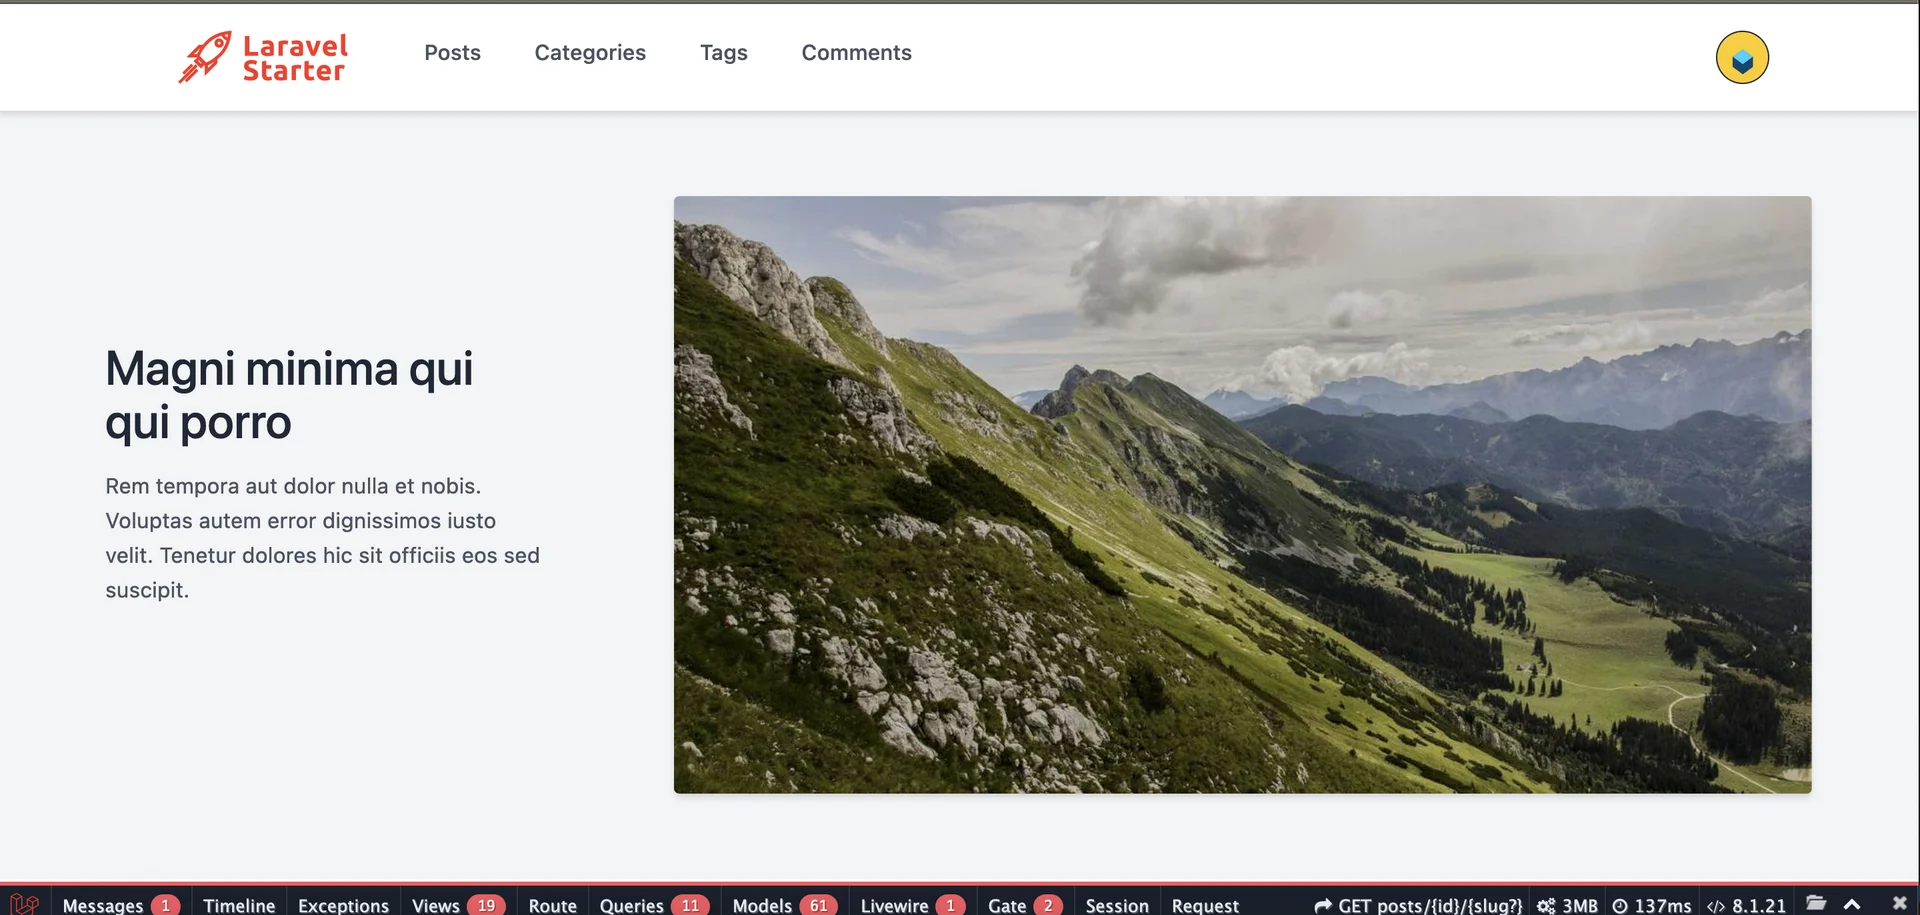 Laravel
Starter
Posts Categories Tags Comments
Magni minima qui
qui porro
Rem tempora aut dolor nulla et nobis.
Voluptas autem error dignissimos iusto
velit. Tenetur dolores hic sit officiis eos sed
suscipit.
Messages 1 Timeline Exceptions Views 19 Route Queries 11 Models 61 Livewire 1 Gate 2 Session Request GET posts/{id}/{slug?} 3MB 137ms </> 8.1.21